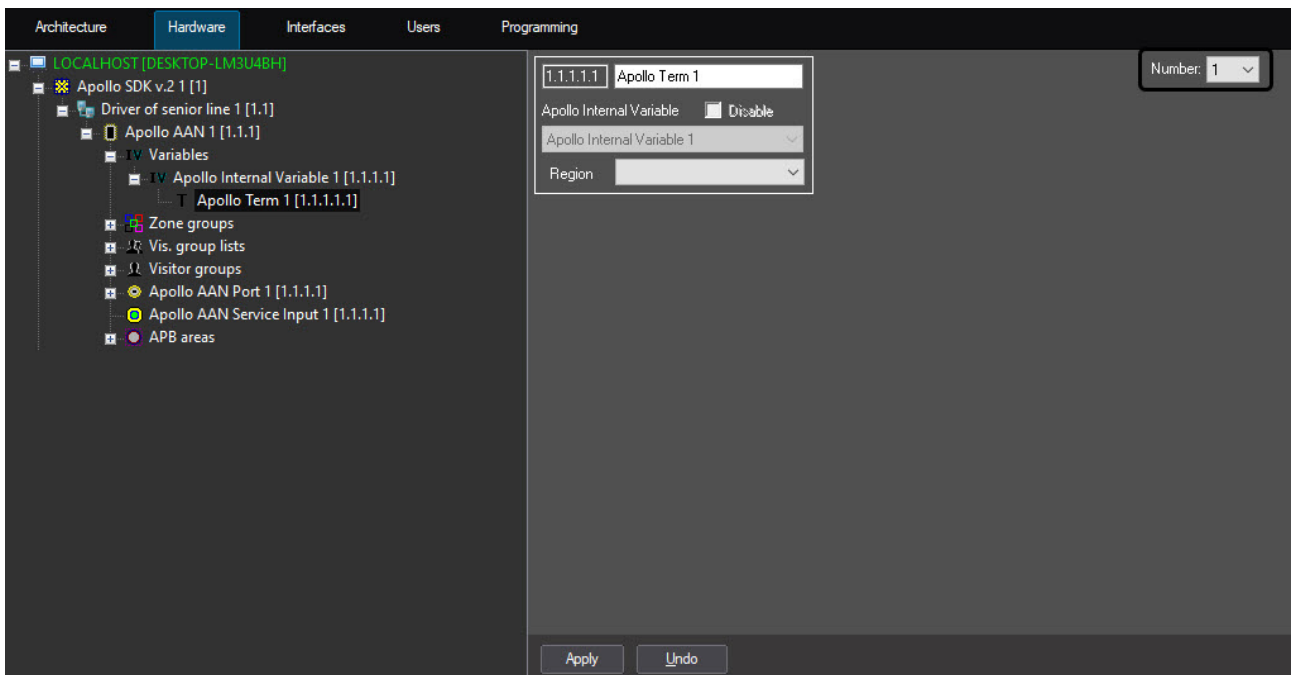 Architecture Hardware Interfaces Users Programming
LOCALHOST [DESKTOP-LM3U4BH]
Apollo SDK v.2 1 [1]
Driver of senior line 1 [1.1]
Apollo AAN 1 [1.1.1]
IV Variables
IV Apollo Internal Variable 1 [1.1.1.1]
T Apollo Term 1 [1.1.1.1.1]
Zone groups
Vis. group lists
Visitor groups
Apollo AAN Port 1 [1.1.1.1]
Apollo AAN Service Input 1 [1.1.1.1]
APB areas
1.1.1.1.1 Apollo Term 1
Apollo Internal Variable Disable
Apollo Internal Variable 1
Region
Number: 1
Apply Undo